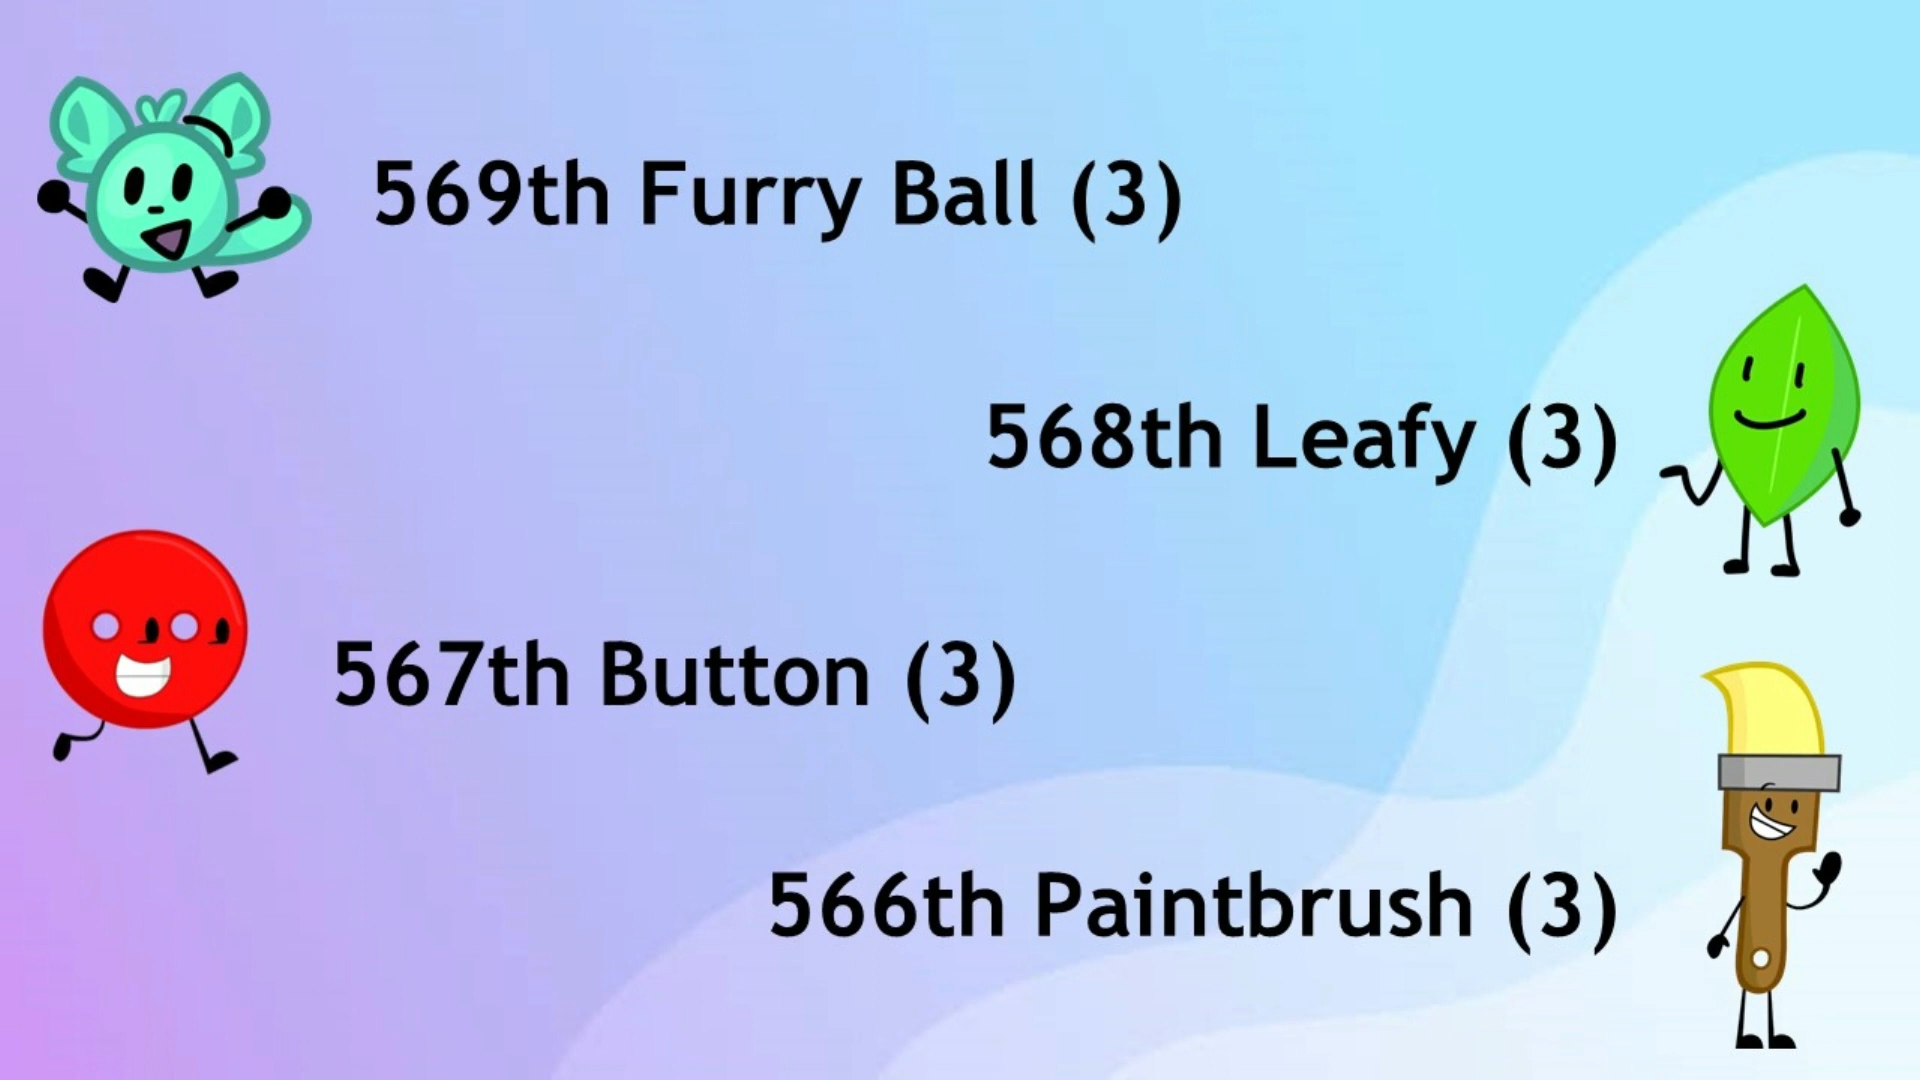 569th Furry Ball (3)
568th Leafy (3)
567th Button (3)
566th Paintbrush (3)